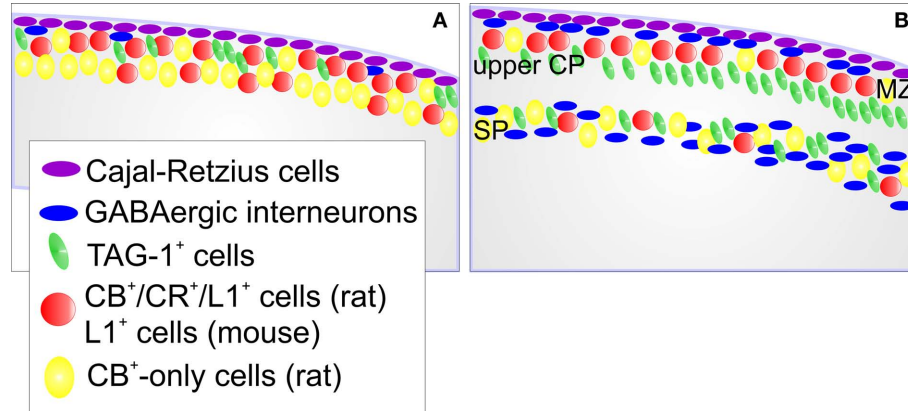 A
B
upper CP
MZ
SP
Cajal-Retzius cells
GABAergic interneurons
TAG-1⁺ cells
CB⁺/CR⁺/L1⁺ cells (rat)
L1⁺ cells (mouse)
CB⁺-only cells (rat)